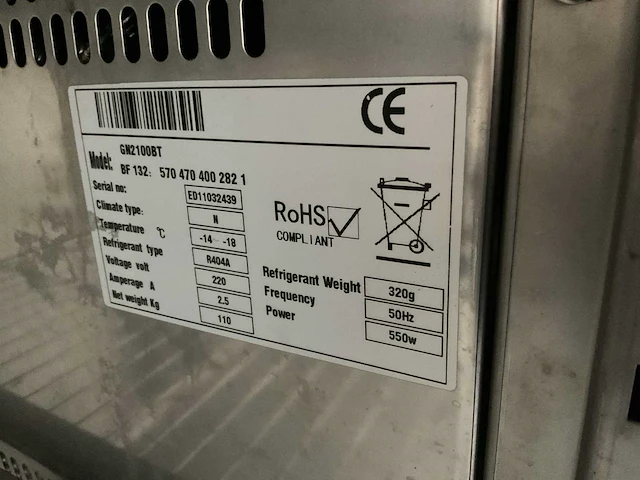 CE
Model: GN2100BT
BF 132: 570 470 400 282 1
Serial no: ED11032439
Climate type: N
Temperature ℃ -14 -18
Refrigerant type R404A
Voltage volt 220
Amperage A 2.5
Net weight Kg 110
RoHS
COMPLIANT
Refrigerant Weight 320g
Frequency 50Hz
Power 550w